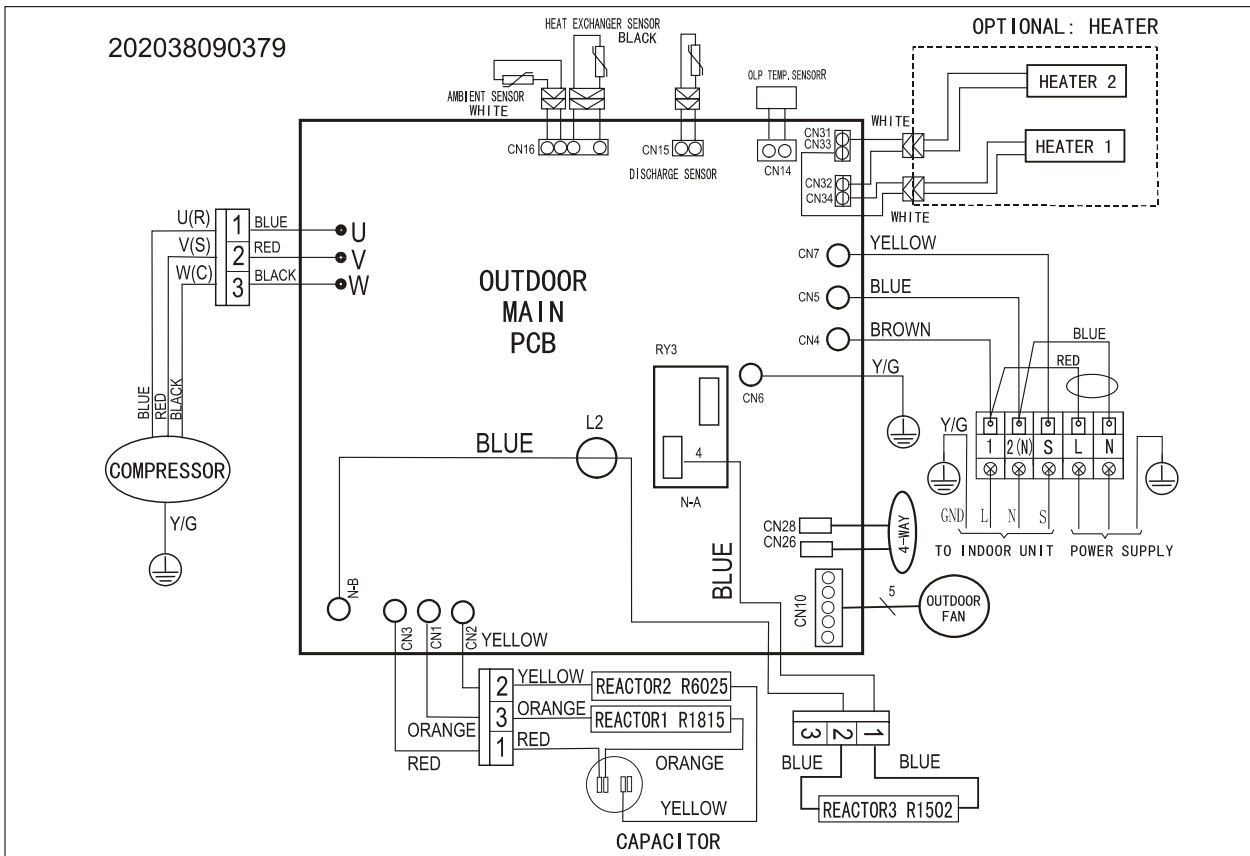 202038090379
HEAT EXCHANGER SENSOR
BLACK
OPTIONAL: HEATER
AMBIENT SENSOR
WHITE
OLP TEMP.SENSORR
HEATER 2
HEATER 1
WHITE
WHITE
CN16
CN15
DISCHARGE SENSOR
CN14
CN31
CN33
CN32
CN34
U(R)
V(S)
W(C)
1
2
3
BLUE
RED
BLACK
U
V
W
OUTDOOR
MAIN
PCB
CN7
YELLOW
CN5
BLUE
CN4
BROWN
Y/G
CN6
RY3
4
N-A
L2
BLUE
BLUE
BLUE
RED
BLACK
COMPRESSOR
Y/G
BLUE
RED
Y/G
1 2(N) S L N
GND L N S
TO INDOOR UNIT POWER SUPPLY
CN28
CN26
4-WAY
CN10
5
OUTDOOR
FAN
N-B
CN3
CN1
CN2
YELLOW
2
3
1
YELLOW
REACTOR2 R6025
ORANGE
REACTOR1 R1815
ORANGE
RED
RED
ORANGE
YELLOW
CAPACITOR
3 2 1
BLUE
BLUE
REACTOR3 R1502